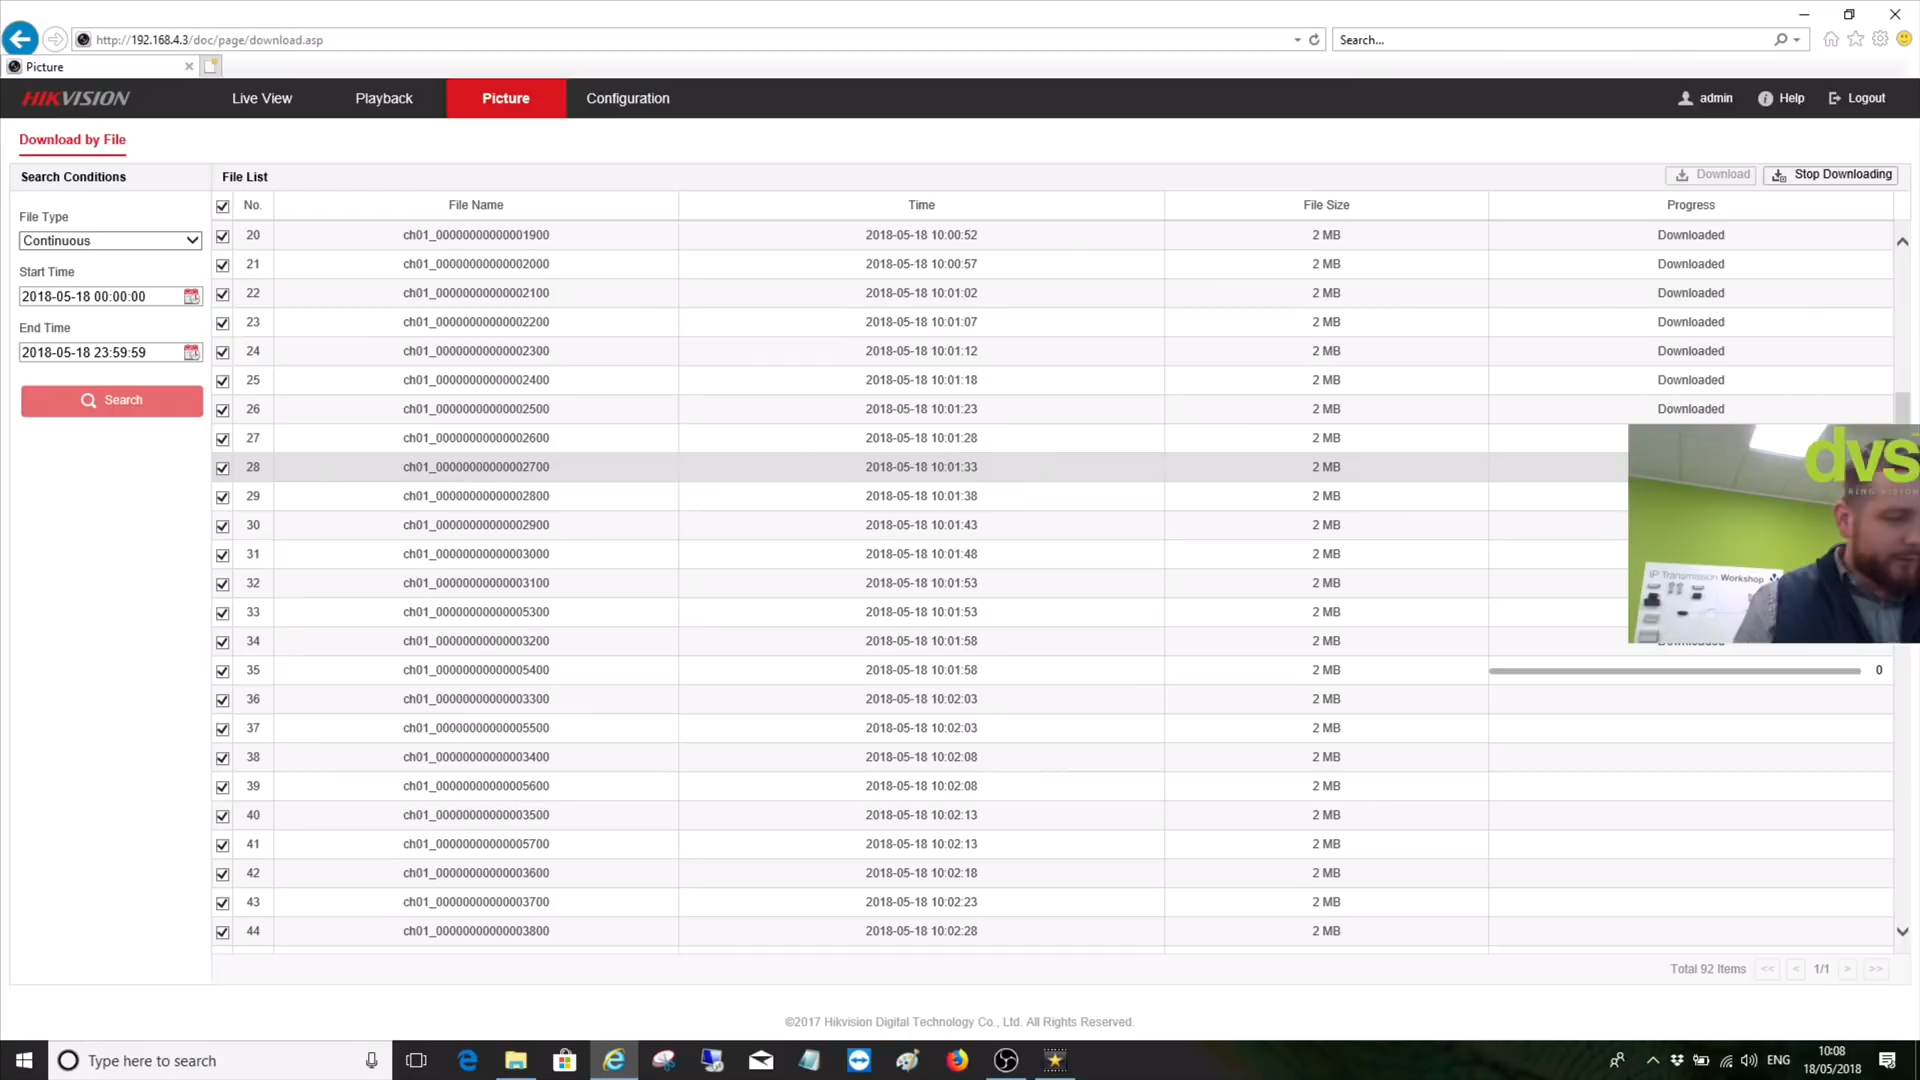 http://192.168.4.3/doc/page/download.asp
Search...
Picture
HIKVISION Live View Playback Picture Configuration admin Help Logout
Download by File
Search Conditions
File List
Download Stop Downloading
File Type
Continuous
Start Time
2018-05-18 00:00:00
End Time
2018-05-18 23:59:59
Search
No. File Name Time File Size Progress
20 ch01_00000000000001900 2018-05-18 10:00:52 2 MB Downloaded
21 ch01_00000000000002000 2018-05-18 10:00:57 2 MB Downloaded
22 ch01_00000000000002100 2018-05-18 10:01:02 2 MB Downloaded
23 ch01_00000000000002200 2018-05-18 10:01:07 2 MB Downloaded
24 ch01_00000000000002300 2018-05-18 10:01:12 2 MB Downloaded
25 ch01_00000000000002400 2018-05-18 10:01:18 2 MB Downloaded
26 ch01_00000000000002500 2018-05-18 10:01:23 2 MB Downloaded
27 ch01_00000000000002600 2018-05-18 10:01:28 2 MB
28 ch01_00000000000002700 2018-05-18 10:01:33 2 MB
29 ch01_00000000000002800 2018-05-18 10:01:38 2 MB
30 ch01_00000000000002900 2018-05-18 10:01:43 2 MB
31 ch01_00000000000003000 2018-05-18 10:01:48 2 MB
32 ch01_00000000000003100 2018-05-18 10:01:53 2 MB
33 ch01_00000000000005300 2018-05-18 10:01:53 2 MB
34 ch01_00000000000003200 2018-05-18 10:01:58 2 MB
35 ch01_00000000000005400 2018-05-18 10:01:58 2 MB 0
36 ch01_00000000000003300 2018-05-18 10:02:03 2 MB
37 ch01_00000000000005500 2018-05-18 10:02:03 2 MB
38 ch01_00000000000003400 2018-05-18 10:02:08 2 MB
39 ch01_00000000000005600 2018-05-18 10:02:08 2 MB
40 ch01_00000000000003500 2018-05-18 10:02:13 2 MB
41 ch01_00000000000005700 2018-05-18 10:02:13 2 MB
42 ch01_00000000000003600 2018-05-18 10:02:18 2 MB
43 ch01_00000000000003700 2018-05-18 10:02:23 2 MB
44 ch01_00000000000003800 2018-05-18 10:02:28 2 MB
dvs
IP Transmission Workshop
Total 92 Items << < 1/1 > >>
©2017 Hikvision Digital Technology Co., Ltd. All Rights Reserved.
Type here to search
ENG
10:08
18/05/2018